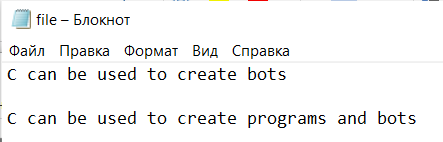 file – Блокнот
Файл Правка Формат Вид Справка
C can be used to create bots
C can be used to create programs and bots